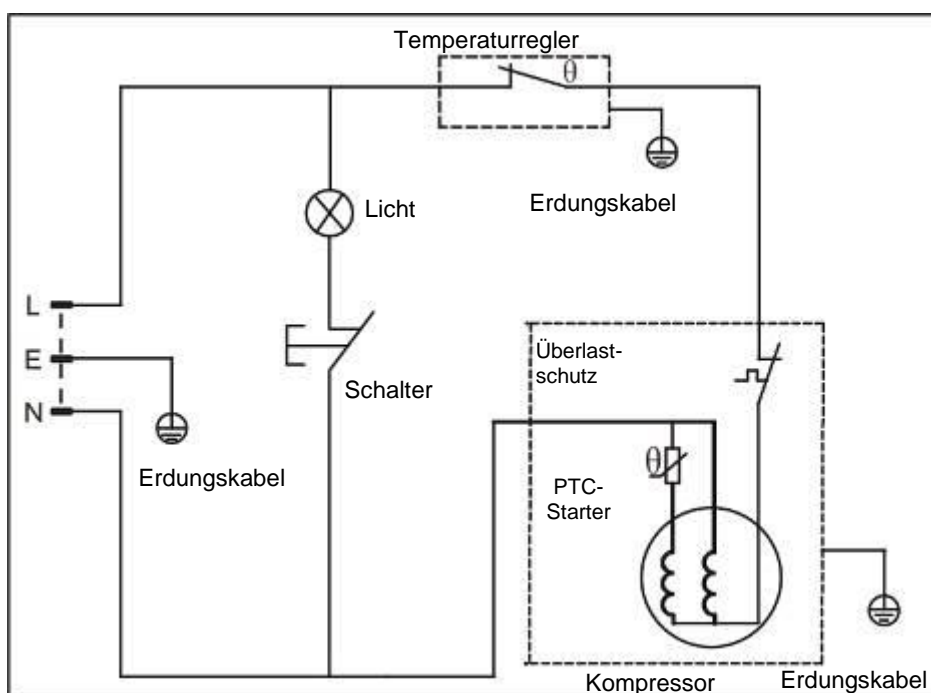 Temperaturregler
θ
Erdungskabel
Licht
L
E
N
Schalter
Erdungskabel
Überlast-
schutz
θ
PTC-
Starter
Kompressor
Erdungskabel